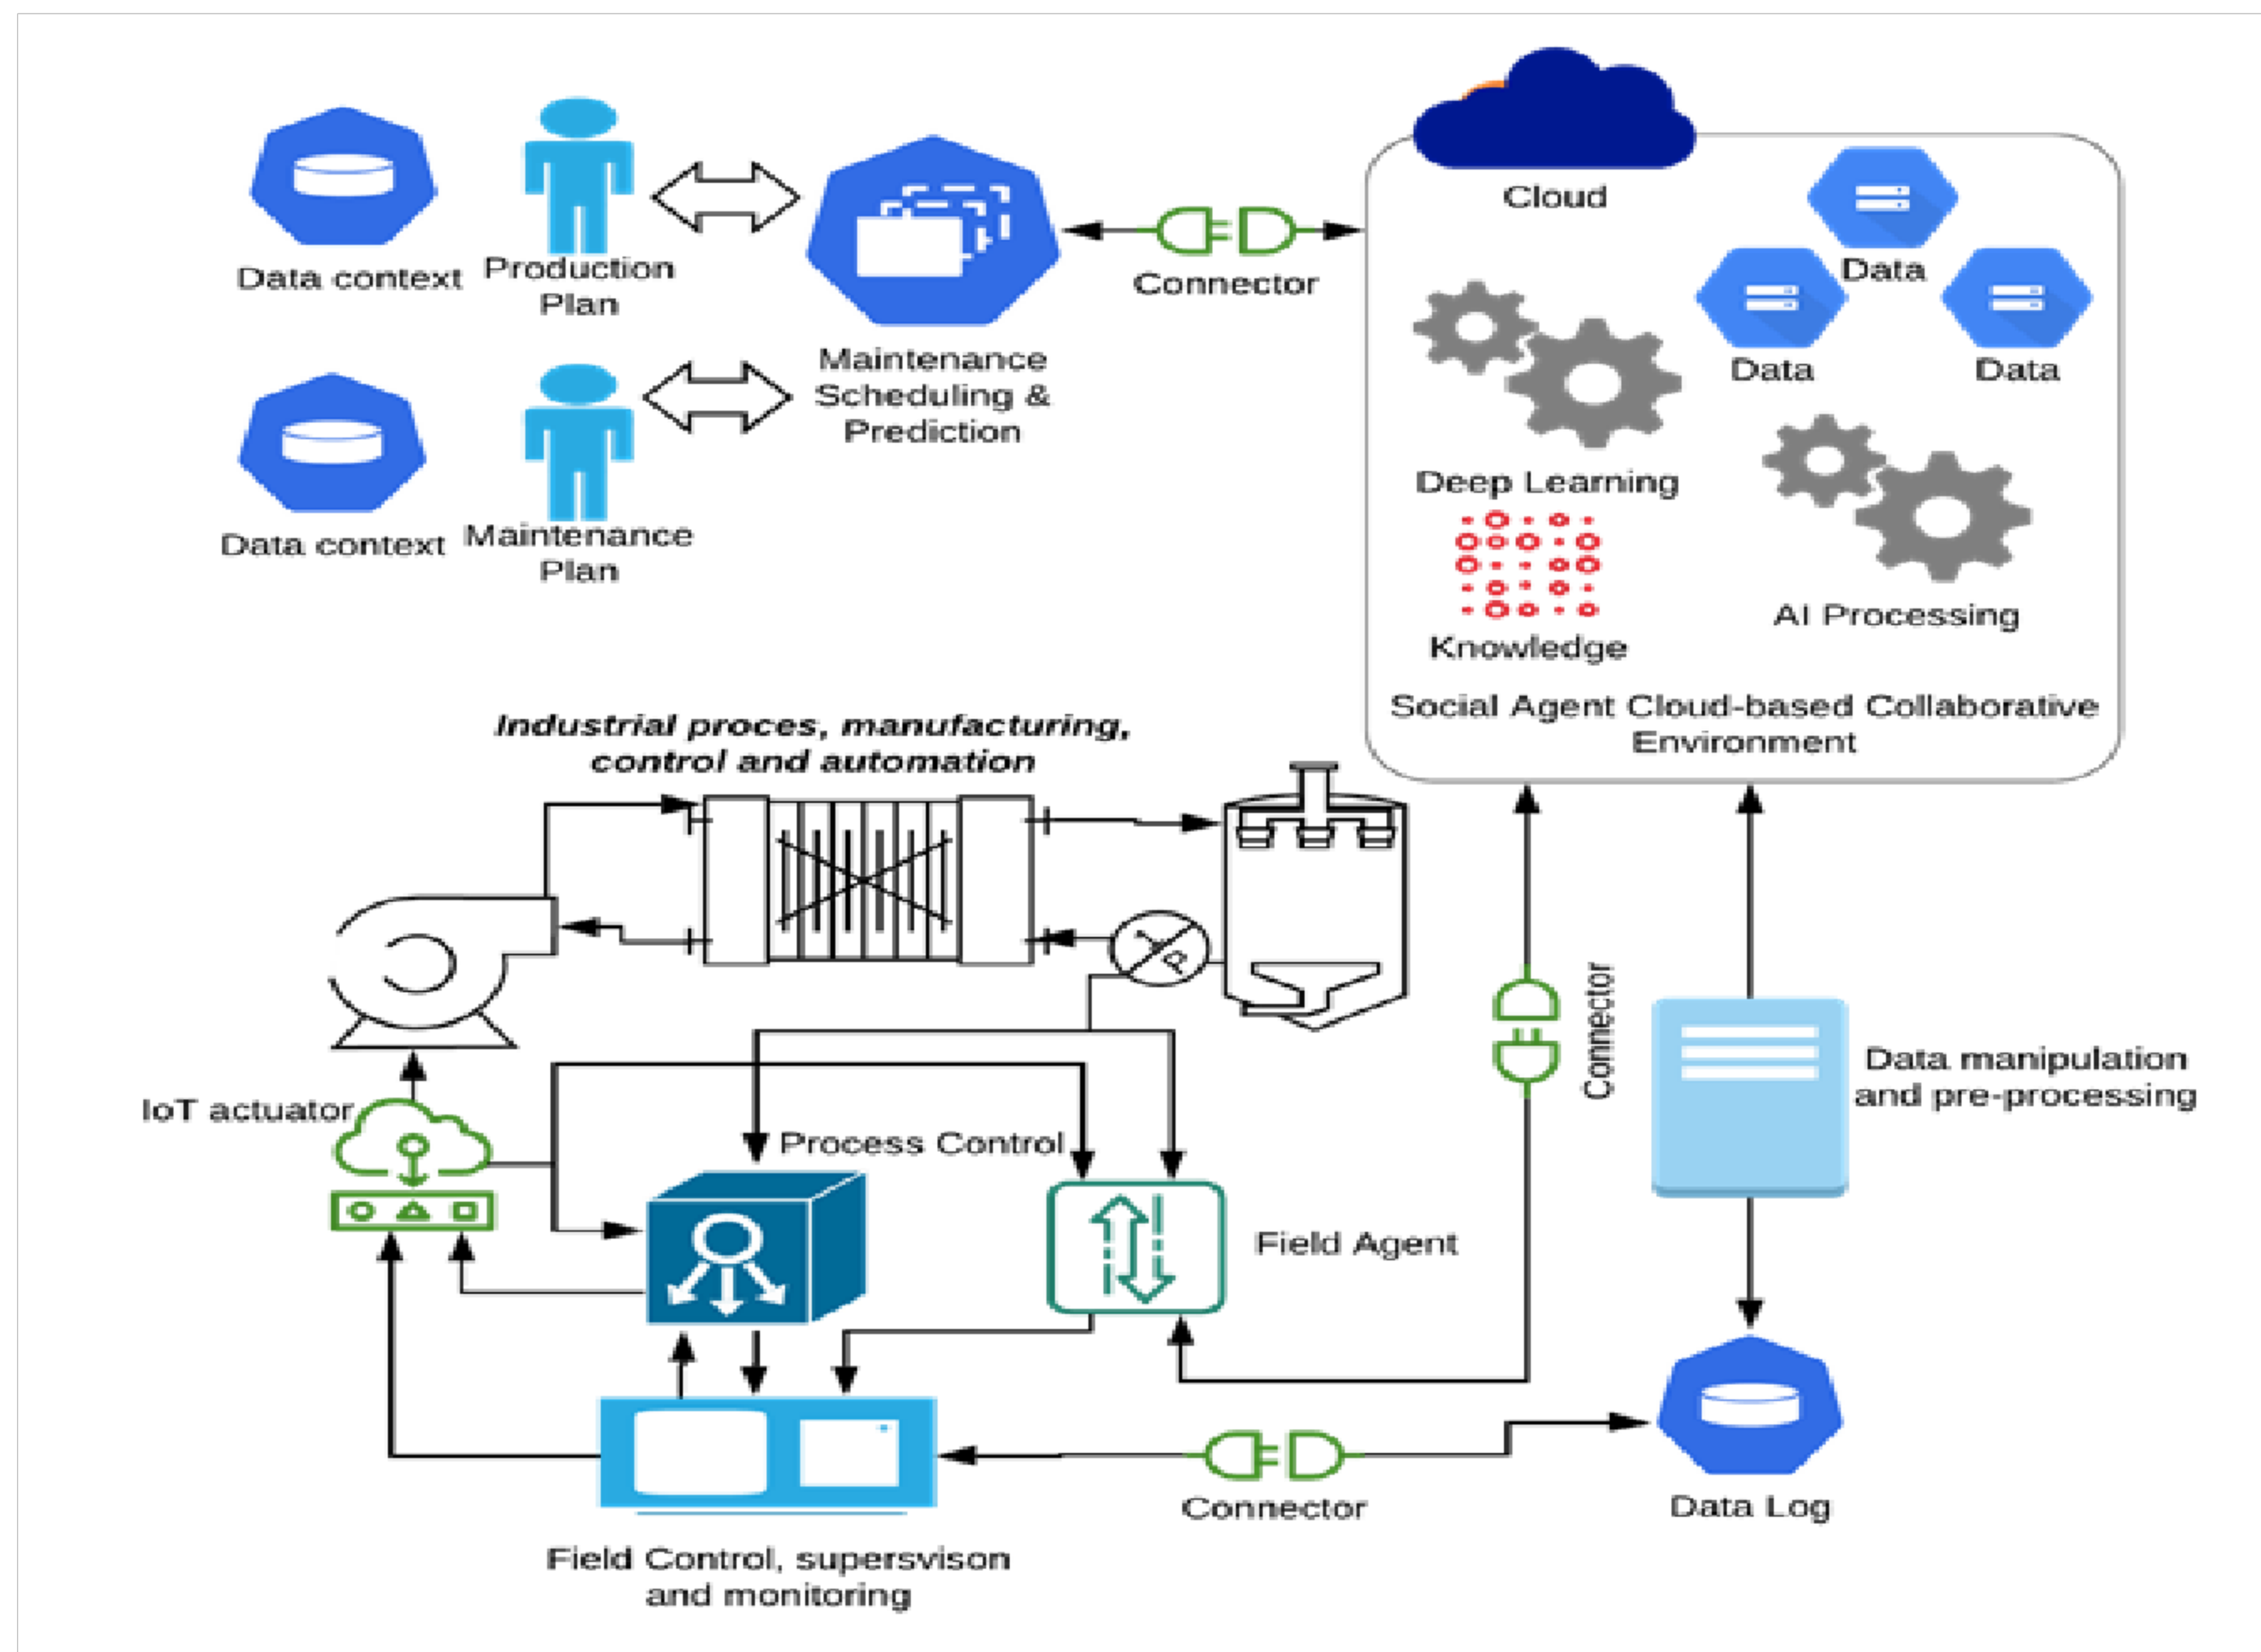 Cloud
Data context
Production
Plan
Connector
Data
Data
Data
Maintenance
Scheduling &
Prediction
Data context
Maintenance
Plan
Deep Learning
Knowledge
AI Processing
Social Agent Cloud-based Collaborative
Environment
Industrial proces, manufacturing,
control and automation
P
Connector
Data manipulation
and pre-processing
IoT actuator
Process Control
Field Agent
Connector
Data Log
Field Control, supersvison
and monitoring